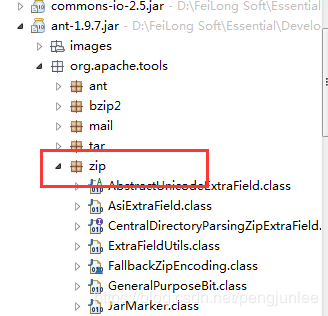 commons-io-2.5.jar - D:\FeiLong Soft\Essential
ant-1.9.7.jar - D:\FeiLong Soft\Essential\Develo
images
org.apache.tools
ant
bzip2
mail
tar
zip
AbstractUnicodeExtraField.class
AsiExtraField.class
CentralDirectoryParsingZipExtraField.
ExtraFieldUtils.class
FallbackZipEncoding.class
GeneralPurposeBit.class
JarMarker.class
https://blog.csdn.net/pengjunlee